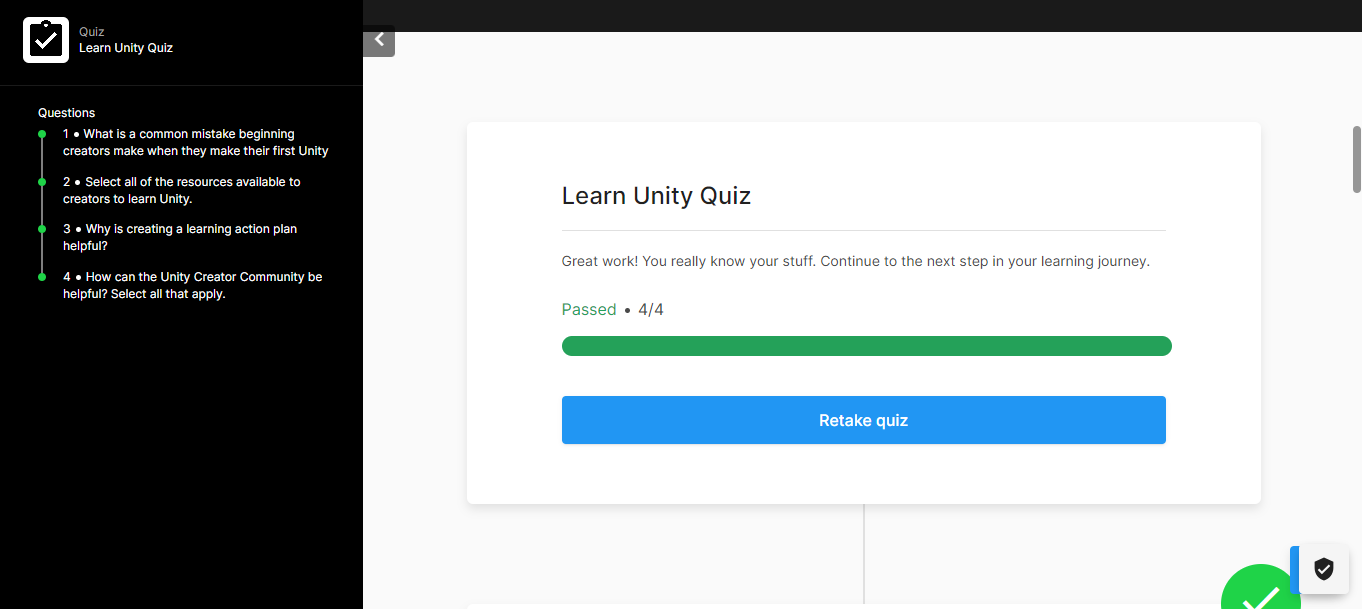 Quiz
Learn Unity Quiz
Questions
1 • What is a common mistake beginning
creators make when they make their first Unity
2 • Select all of the resources available to
creators to learn Unity.
3 • Why is creating a learning action plan
helpful?
4 • How can the Unity Creator Community be
helpful? Select all that apply.
Learn Unity Quiz
Great work! You really know your stuff. Continue to the next step in your learning journey.
Passed • 4/4
Retake quiz